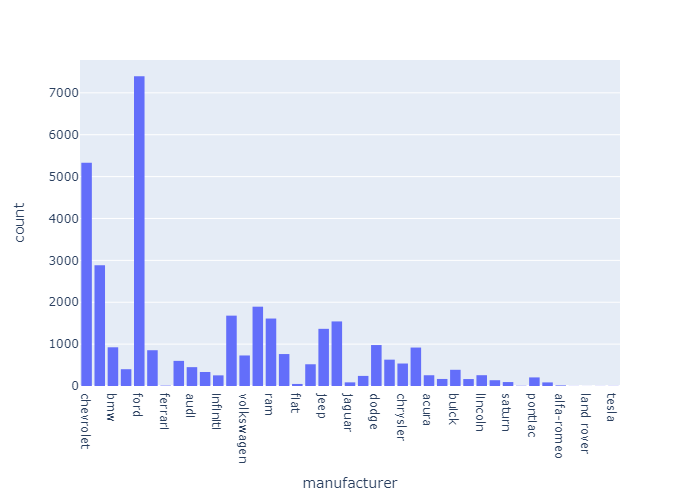 7000
6000
5000
4000
3000
2000
1000
0
count
chevrolet
bmw
ford
ferrari
audi
infiniti
volkswagen
ram
fiat
jeep
jaguar
dodge
chrysler
acura
buick
lincoln
saturn
pontiac
alfa-romeo
land rover
tesla
manufacturer